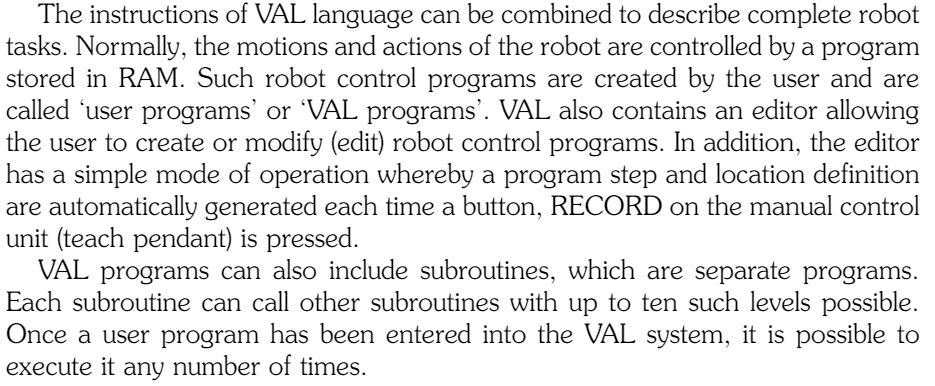 The instructions of VAL language can be combined to describe complete robot
tasks. Normally, the motions and actions of the robot are controlled by a program
stored in RAM. Such robot control programs are created by the user and are
called ‘user programs’ or ‘VAL programs’. VAL also contains an editor allowing
the user to create or modify (edit) robot control programs. In addition, the editor
has a simple mode of operation whereby a program step and location definition
are automatically generated each time a button, RECORD on the manual control
unit (teach pendant) is pressed.
VAL programs can also include subroutines, which are separate programs.
Each subroutine can call other subroutines with up to ten such levels possible.
Once a user program has been entered into the VAL system, it is possible to
execute it any number of times.